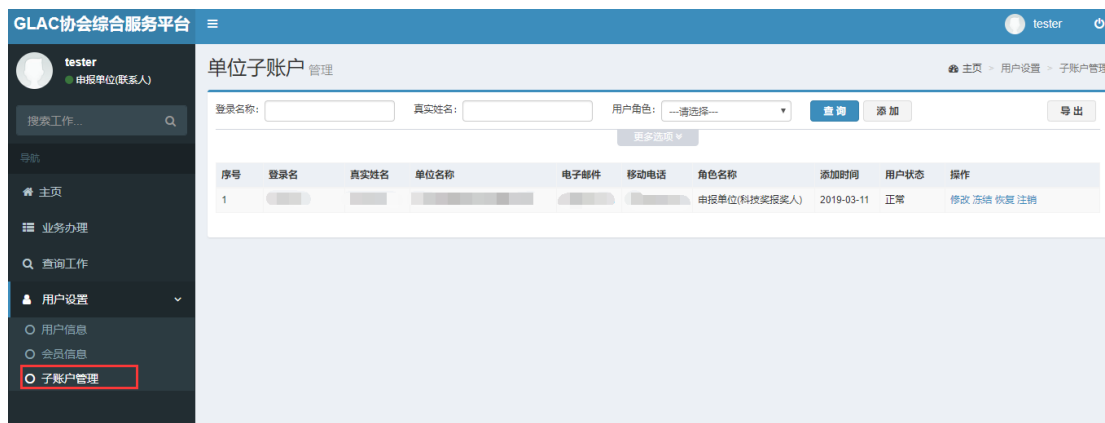 GLAC协会综合服务平台
tester
tester
申报单位(联系人)
单位子账户 管理
主页 > 用户设置 > 子账户管理
搜索工作...
登录名称:
真实姓名:
用户角色: ---请选择---
查询
添加
导出
更多选项
导航
主页
业务办理
查询工作
用户设置
用户信息
会员信息
子账户管理
序号 登录名 真实姓名 单位名称 电子邮件 移动电话 角色名称 添加时间 用户状态 操作
1 申报单位(科技奖报奖人) 2019-03-11 正常 修改 冻结 恢复 注销